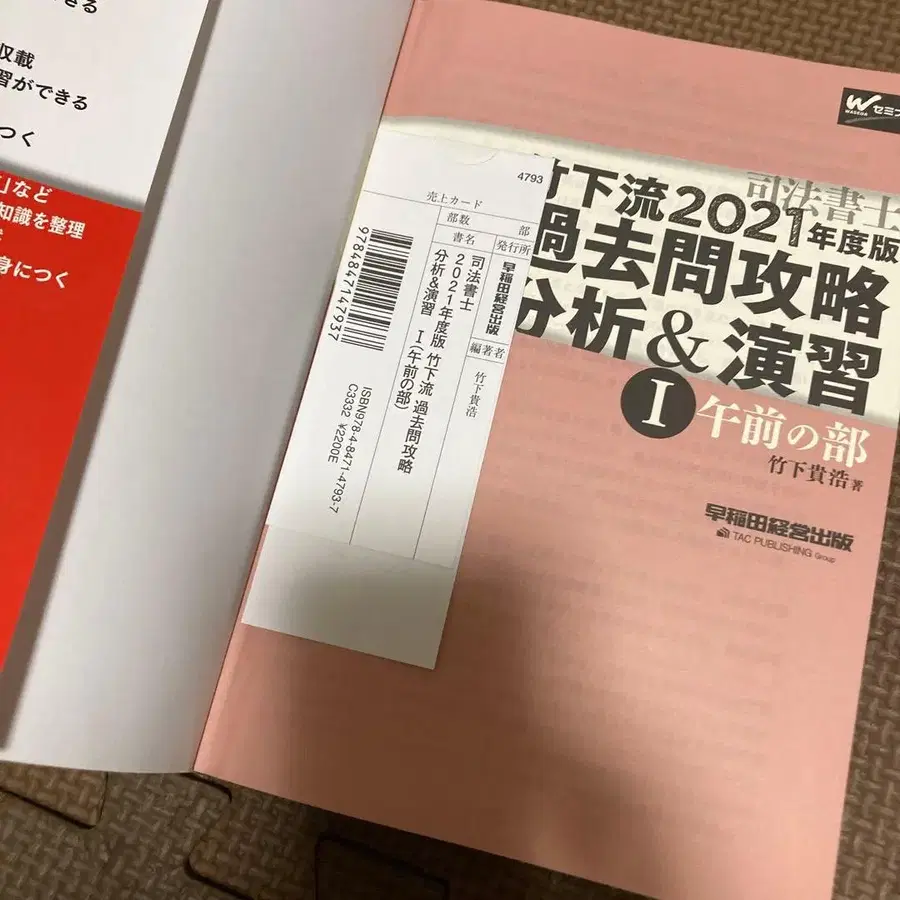 きる
収載
習ができる
つく
」など
知識を整理
身につく
4793
売上カード
部数 部
書名 発行所
司法書士
2021年度版 竹下流 過去問攻略
分析&演習 Ⅰ(午前の部)
早稲田経営出版
編著者
竹下貴浩
9784847147937
ISBN978-4-8471-4793-7
C3332 ¥2200E
W セミナ
WASEDA
司法書士
竹下流2021年度版
過去問攻略
分析&演習
Ⅰ 午前の部
竹下貴浩 著
早稲田経営出版
TAC PUBLISHING Group